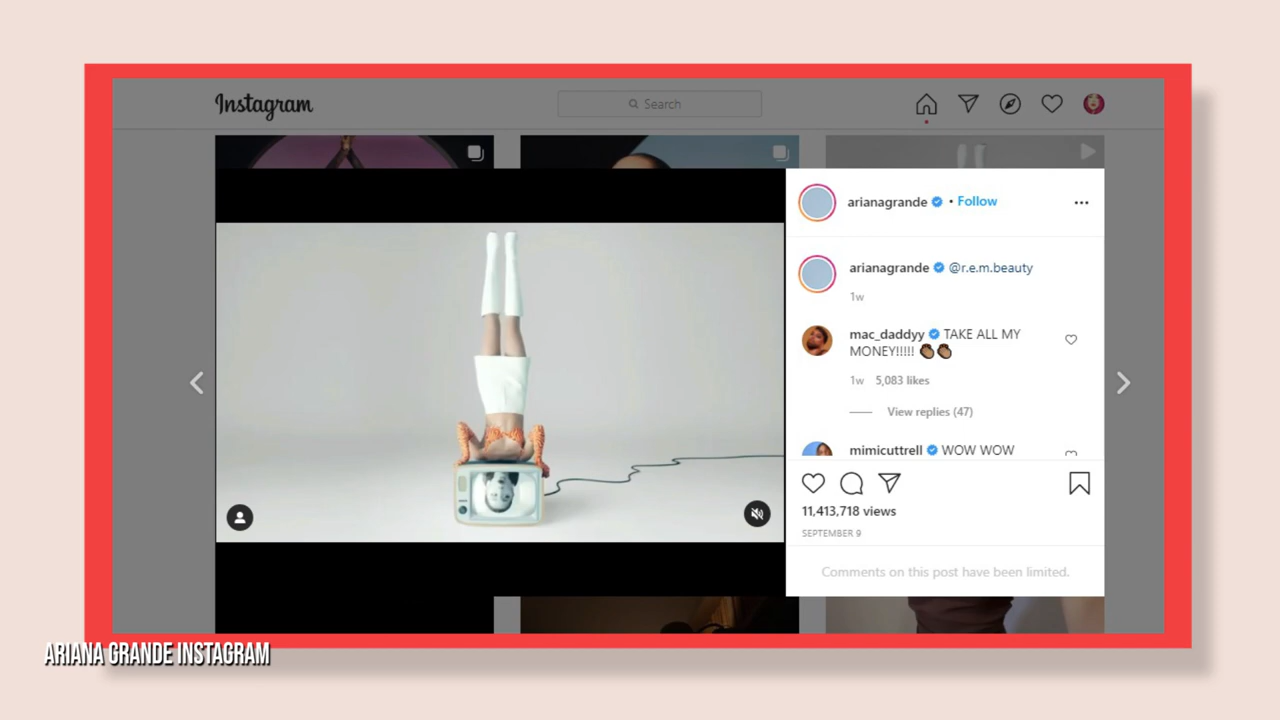 Instagram
Search
arianagrande • Follow
arianagrande @r.e.m.beauty
1w
mac_daddyy TAKE ALL MY
MONEY!!!!!
1w 5,083 likes
View replies (47)
mimicuttrell WOW WOW
11,413,718 views
SEPTEMBER 9
Comments on this post have been limited.
ARIANA GRANDE INSTAGRAM